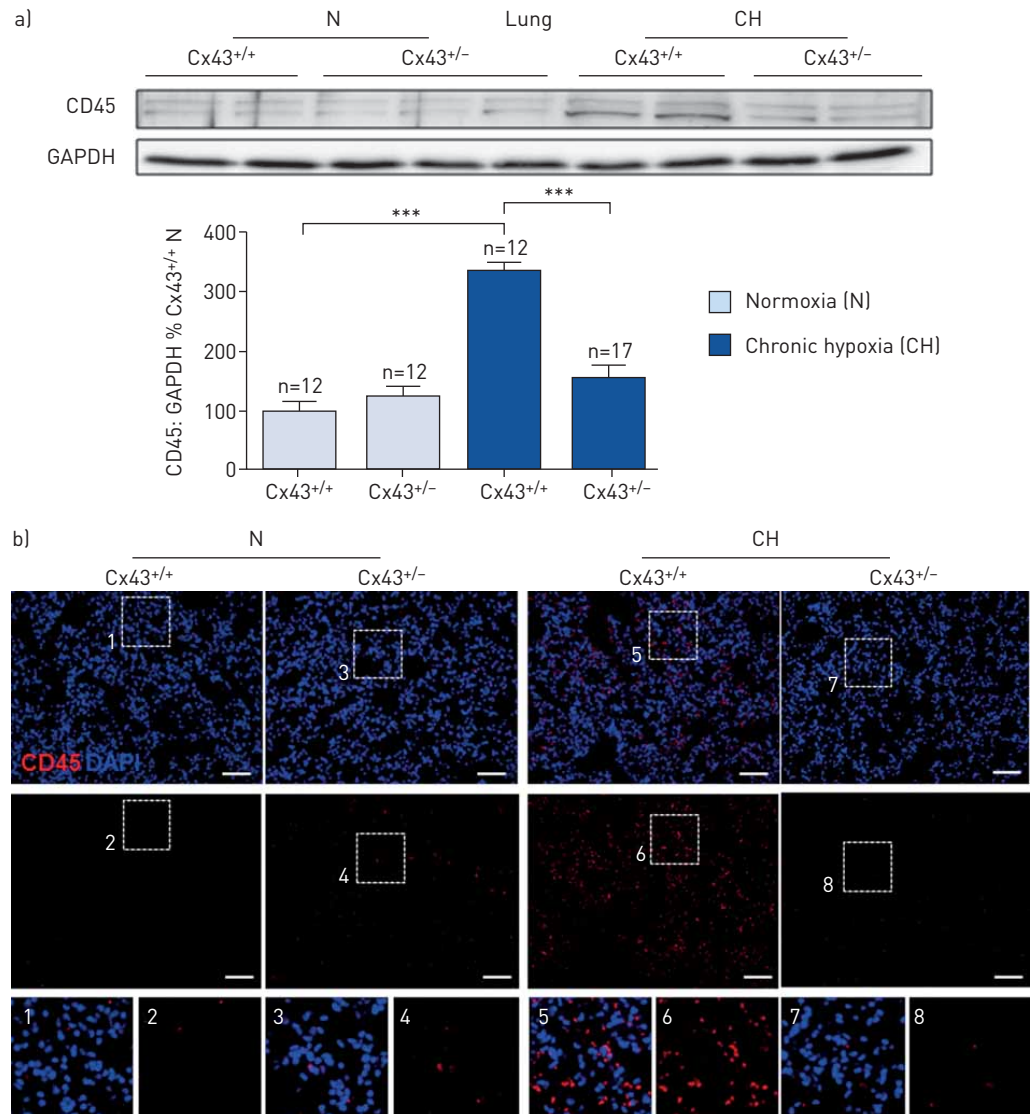 a)
N Lung CH
Cx43+/+ Cx43+/– Cx43+/+ Cx43+/–
CD45
GAPDH
*** ***
CD45: GAPDH % Cx43+/+ N
400
300
200
100
0
n=12 n=12 n=12 n=17
Cx43+/+ Cx43+/– Cx43+/+ Cx43+/–
Normoxia (N)
Chronic hypoxia (CH)
b)
N CH
Cx43+/+ Cx43+/– Cx43+/+ Cx43+/–
1 3 5 7
CD45 DAPI
2 4 6 8
1 2 3 4 5 6 7 8